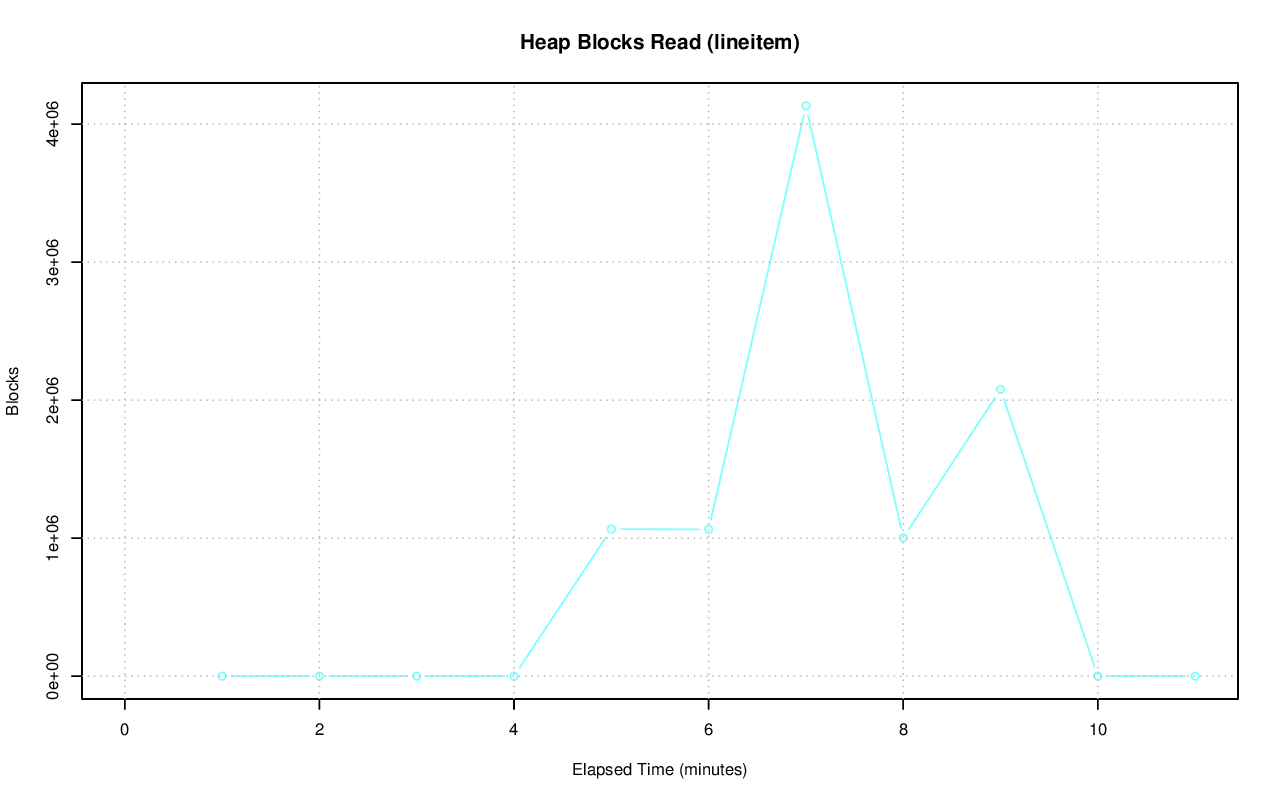 Heap Blocks Read (lineitem)
4e+06
3e+06
2e+06
1e+06
0e+00
Blocks
0 2 4 6 8 10
Elapsed Time (minutes)